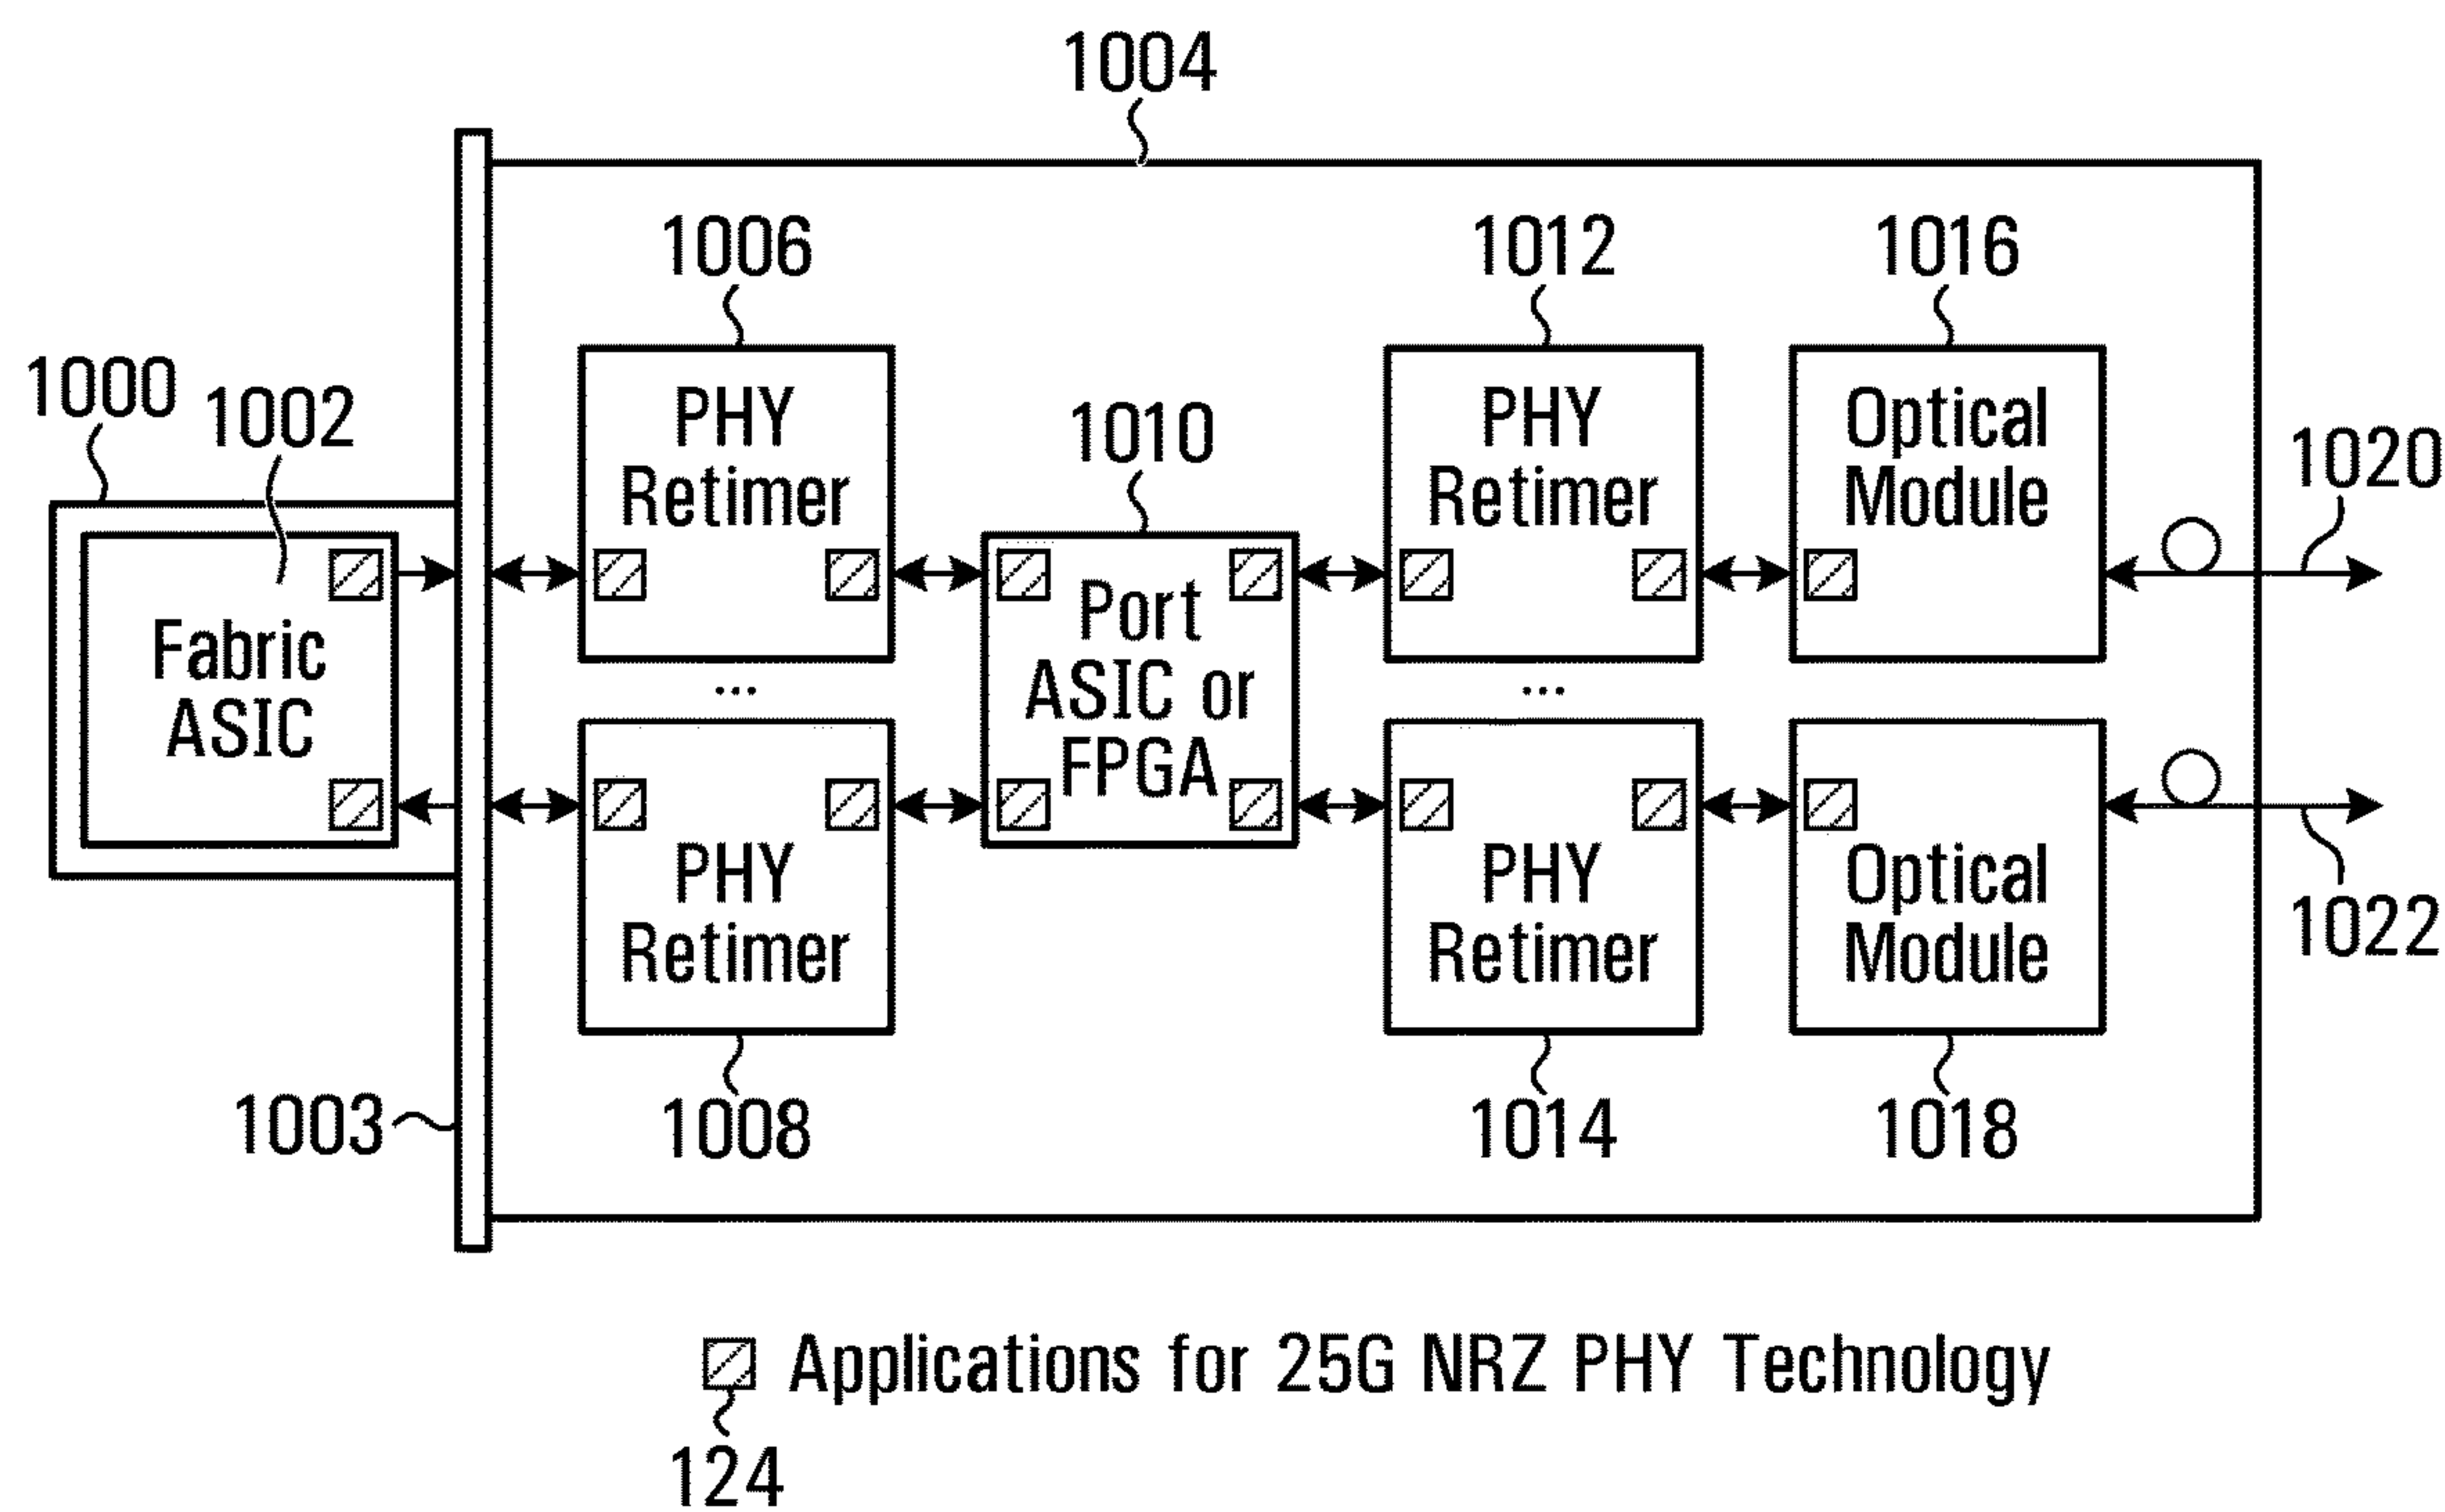 1004
1006
1012
1016
1000
1002
1010
1020
PHY
Retimer
PHY
Retimer
Optical
Module
Fabric
ASIC
Port
ASIC or
FPGA
...
...
PHY
Retimer
PHY
Retimer
Optical
Module
1022
1003
1008
1014
1018
Applications for 25G NRZ PHY Technology
124